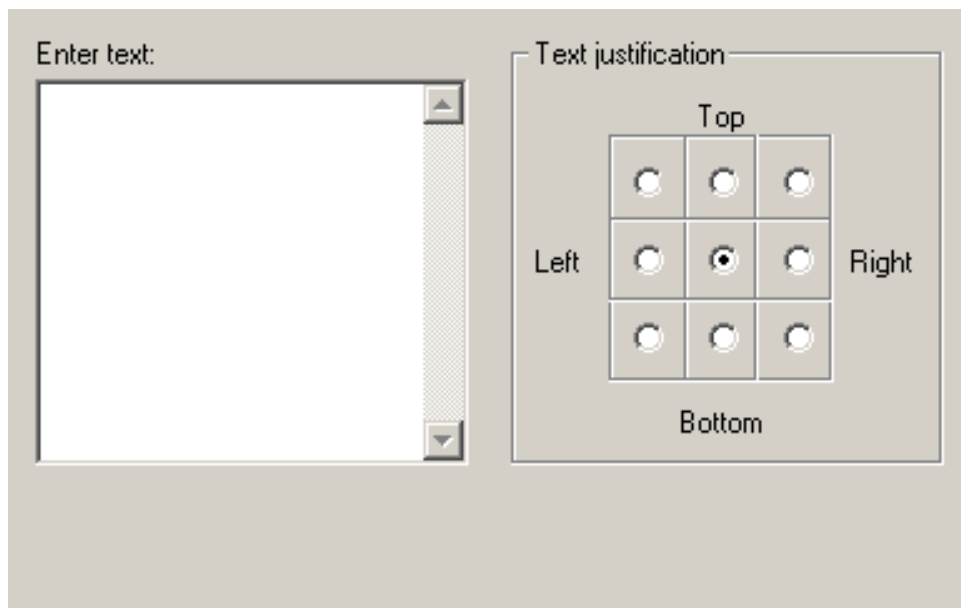 Enter text:
Text justification
Top
Left
Right
Bottom